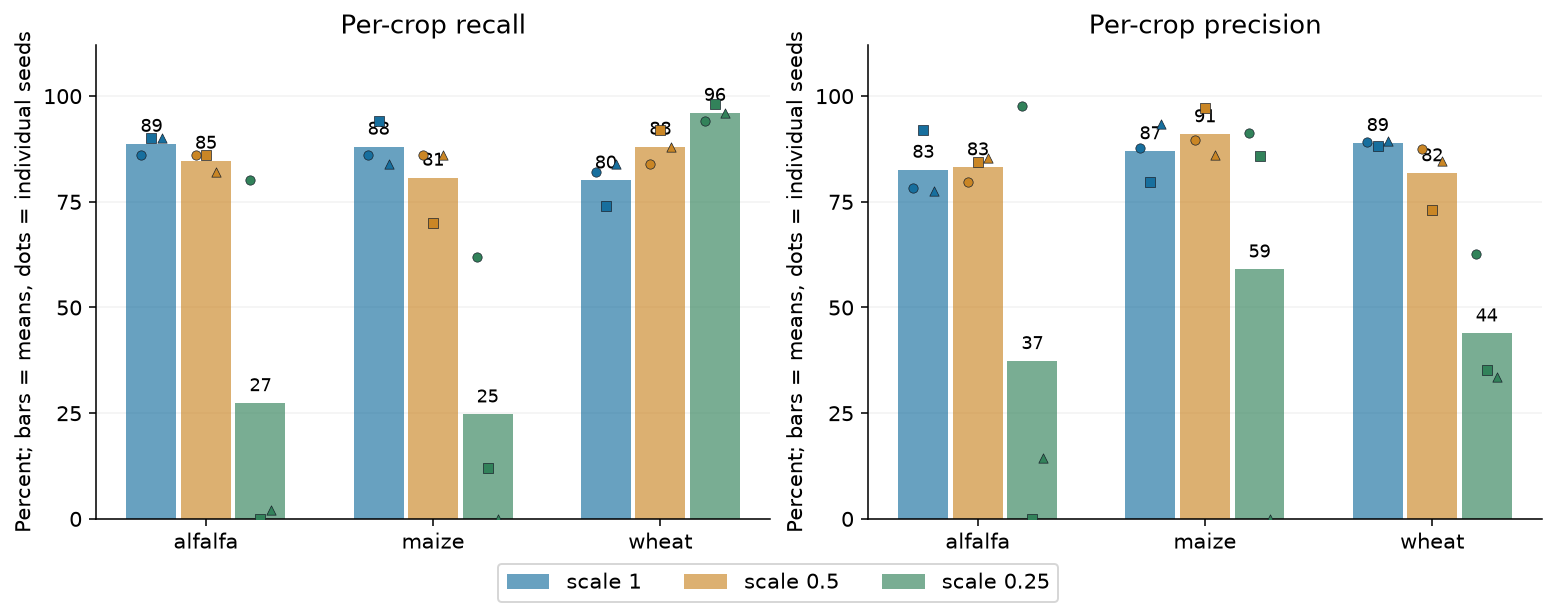 Per-crop recall
Percent; bars = means, dots = individual seeds
100
75
50
25
0
89
85
27
88
81
25
80
88
96
alfalfa
maize
wheat
Per-crop precision
Percent; bars = means, dots = individual seeds
100
75
50
25
0
83
83
37
87
91
59
89
82
44
alfalfa
maize
wheat
scale 1
scale 0.5
scale 0.25